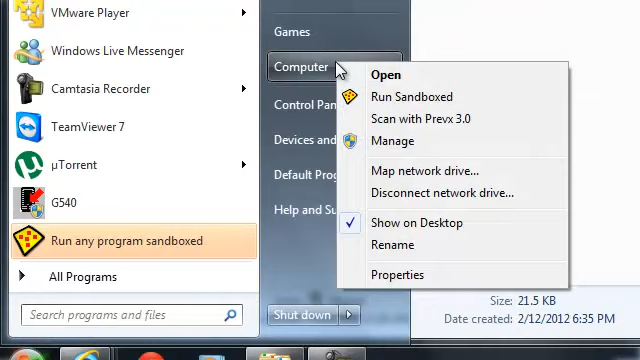 VMware Player
Windows Live Messenger
Camtasia Recorder
TeamViewer 7
µTorrent
G540
Run any program sandboxed
All Programs
Search programs and files
Games
Computer
Control Pan
Devices and
Default Prog
Help and Su
Shut down
Open
Run Sandboxed
Scan with Prevx 3.0
Manage
Map network drive...
Disconnect network drive...
Show on Desktop
Rename
Properties
Size: 21.5 KB
Date created: 2/12/2012 6:35 PM